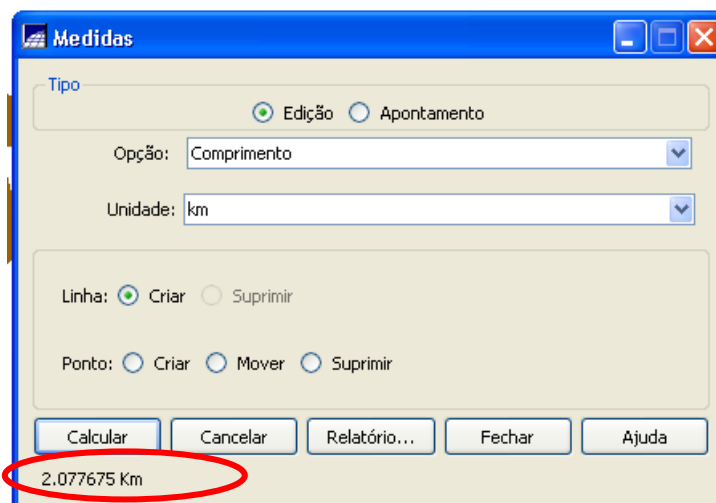 Medidas
Tipo
Edição Apontamento
Opção: Comprimento
Unidade: km
Linha: Criar Suprimir
Ponto: Criar Mover Suprimir
Calcular Cancelar Relatório... Fechar Ajuda
2.077675 Km